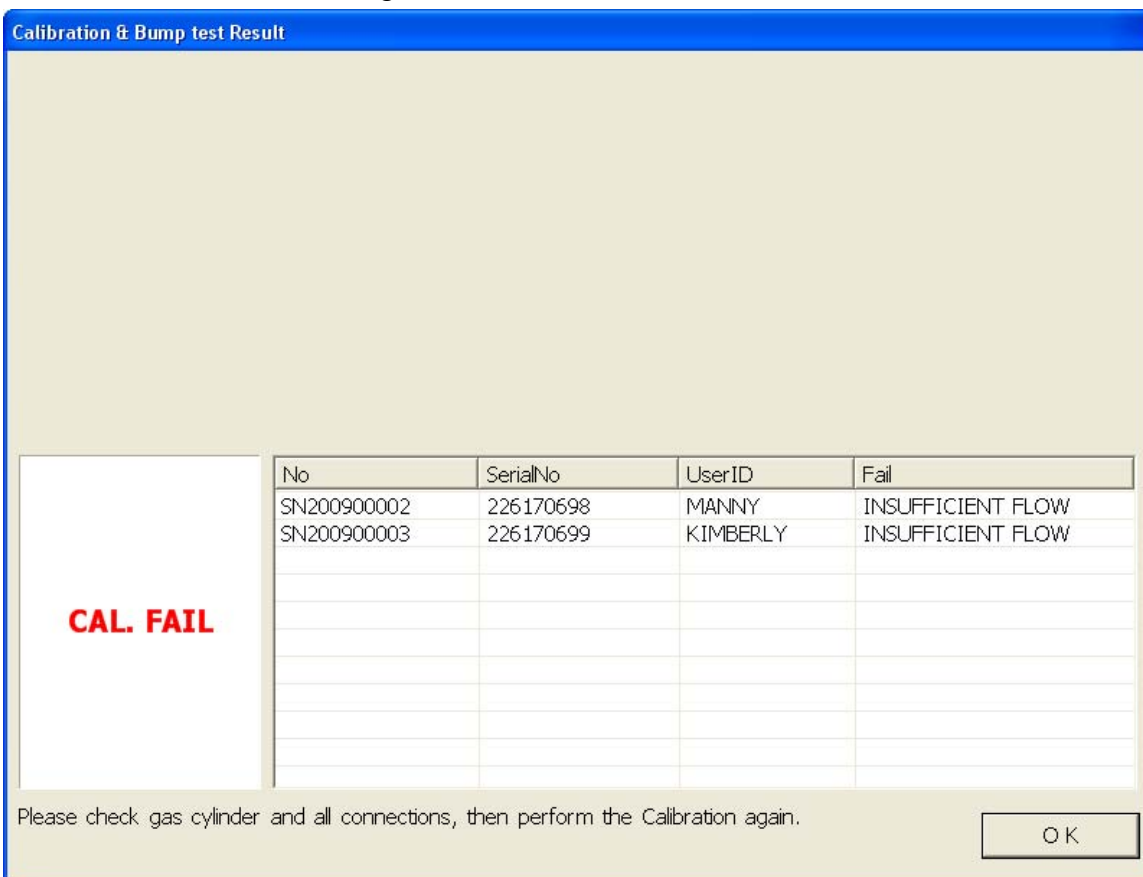 Calibration & Bump test Result
No SerialNo UserID Fail
SN200900002 226170698 MANNY INSUFFICIENT FLOW
SN200900003 226170699 KIMBERLY INSUFFICIENT FLOW
CAL. FAIL
Please check gas cylinder and all connections, then perform the Calibration again.
OK